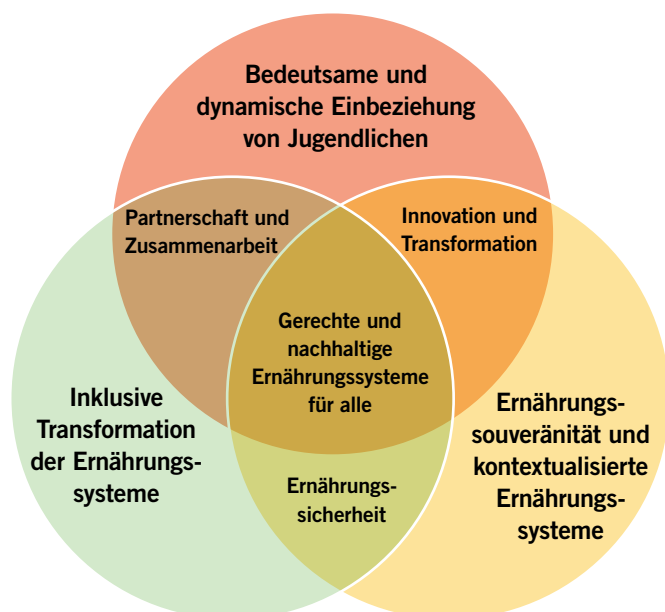 Bedeutsame und
dynamische Einbeziehung
von Jugendlichen
Partnerschaft und
Zusammenarbeit
Innovation und
Transformation
Gerechte und
nachhaltige
Ernährungssysteme
für alle
Inklusive
Transformation
der Ernährungs-
systeme
Ernährungs-
souveränität und
kontextualisierte
Ernährungs-
systeme
Ernährungs-
sicherheit